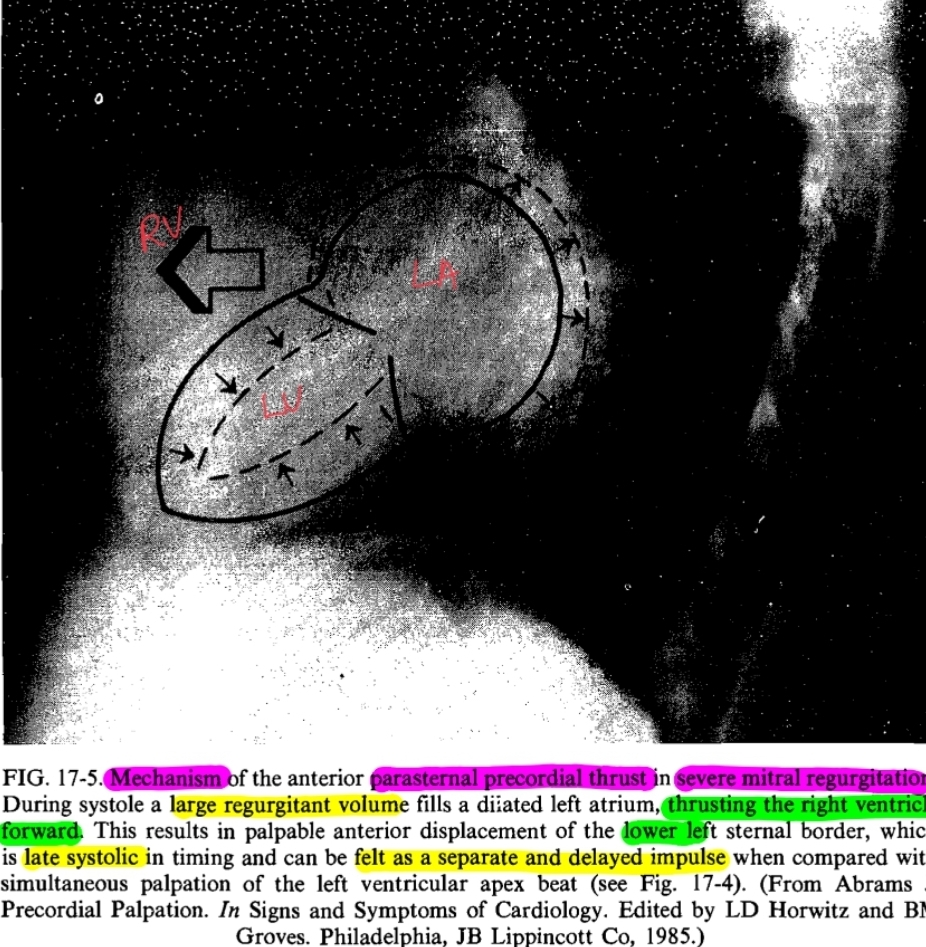 RV
LA
LV
FIG. 17-5. Mechanism of the anterior parasternal precordial thrust in severe mitral regurgitation
During systole a large regurgitant volume fills a dilated left atrium, thrusting the right ventricl
forward. This results in palpable anterior displacement of the lower left sternal border, whic
is late systolic in timing and can be felt as a separate and delayed impulse when compared wit
simultaneous palpation of the left ventricular apex beat (see Fig. 17-4). (From Abrams
Precordial Palpation. In Signs and Symptoms of Cardiology. Edited by LD Horwitz and BM
Groves. Philadelphia, JB Lippincott Co, 1985.)